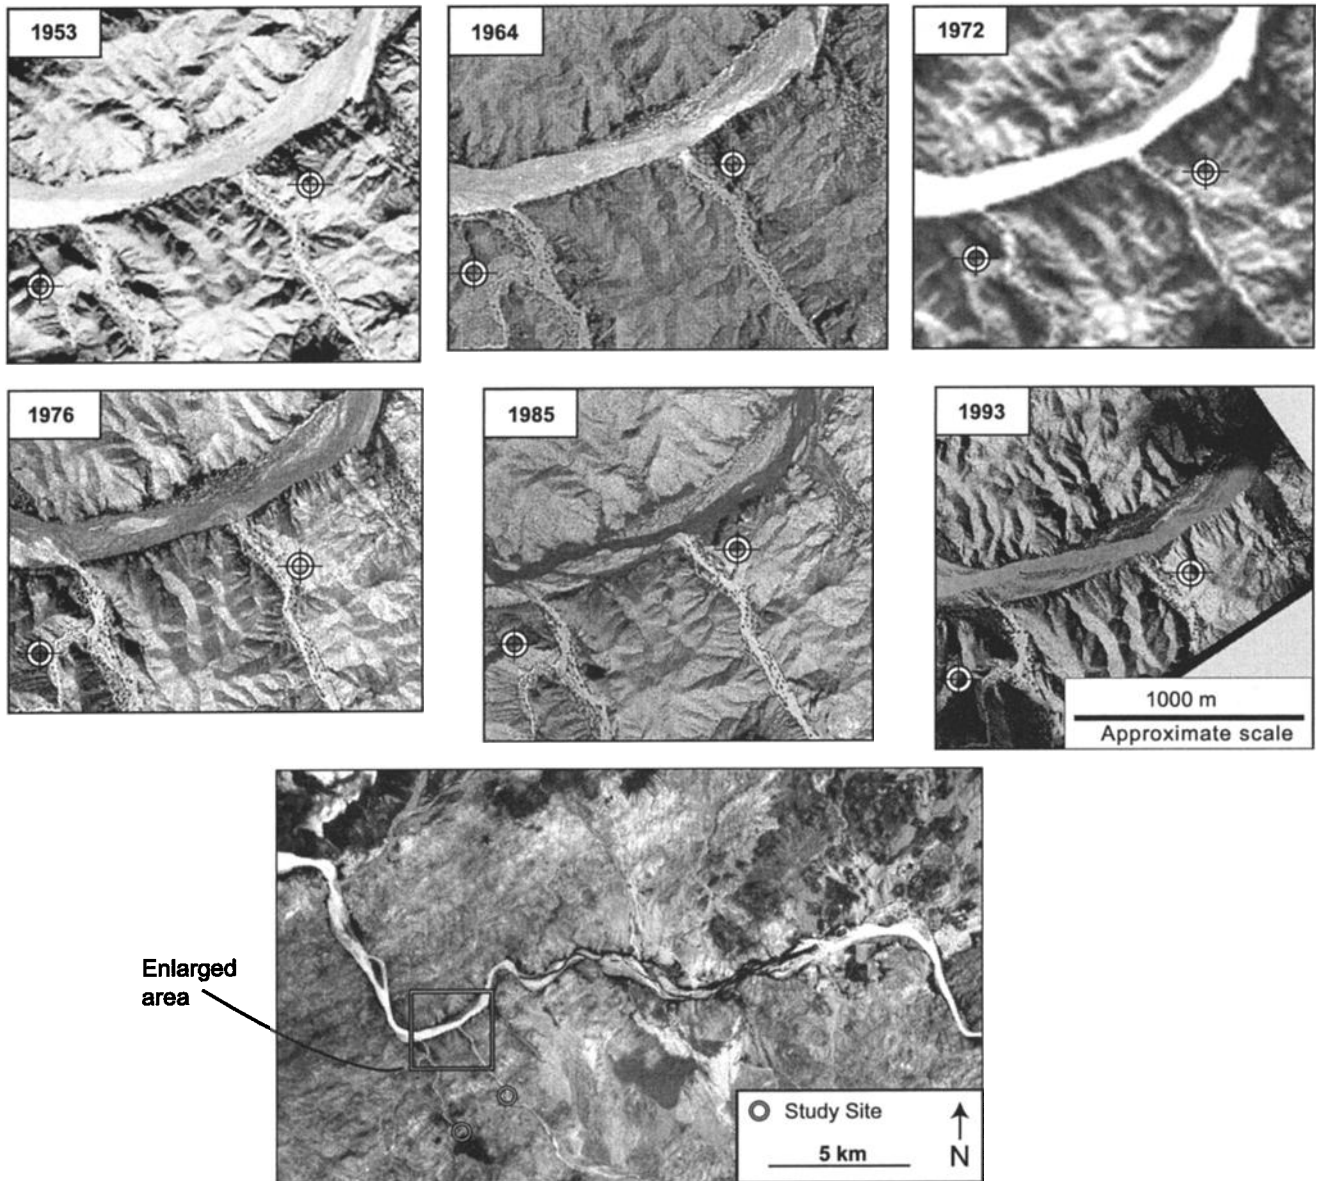 1953
1964
1972
1976
1985
1993
1000 m
Approximate scale
Enlarged
area
Study Site
5 km
N